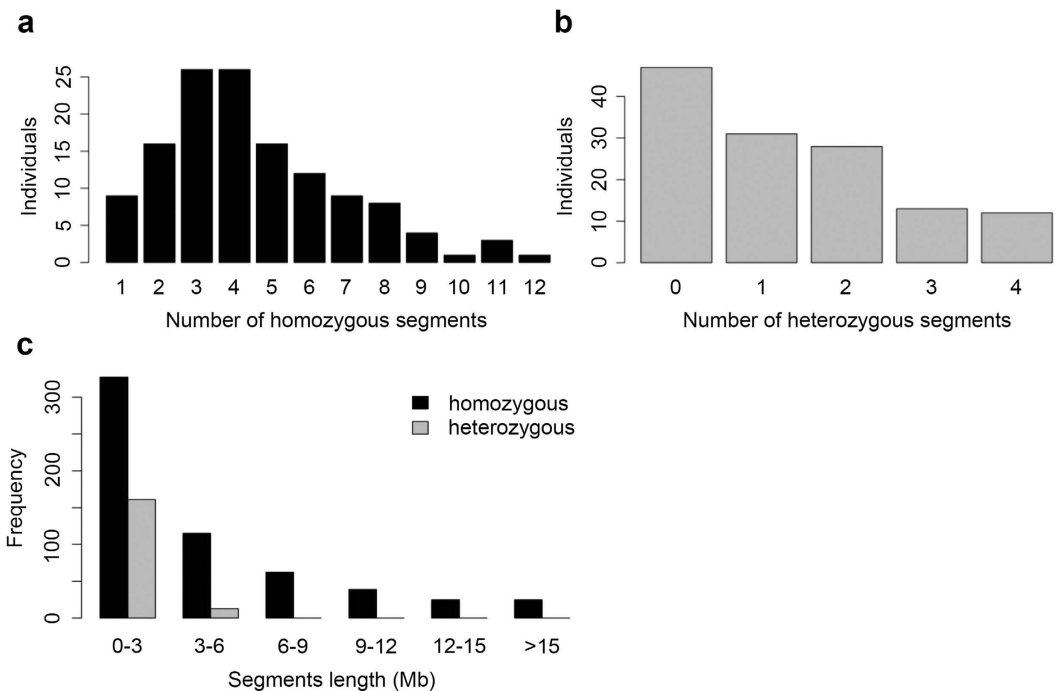 a
25
20
15
10
5
0
Individuals
1 2 3 4 5 6 7 8 9 10 11 12
Number of homozygous segments
b
40
30
20
10
0
Individuals
0 1 2 3 4
Number of heterozygous segments
c
300
200
100
0
Frequency
homozygous
heterozygous
0-3 3-6 6-9 9-12 12-15 >15
Segments length (Mb)